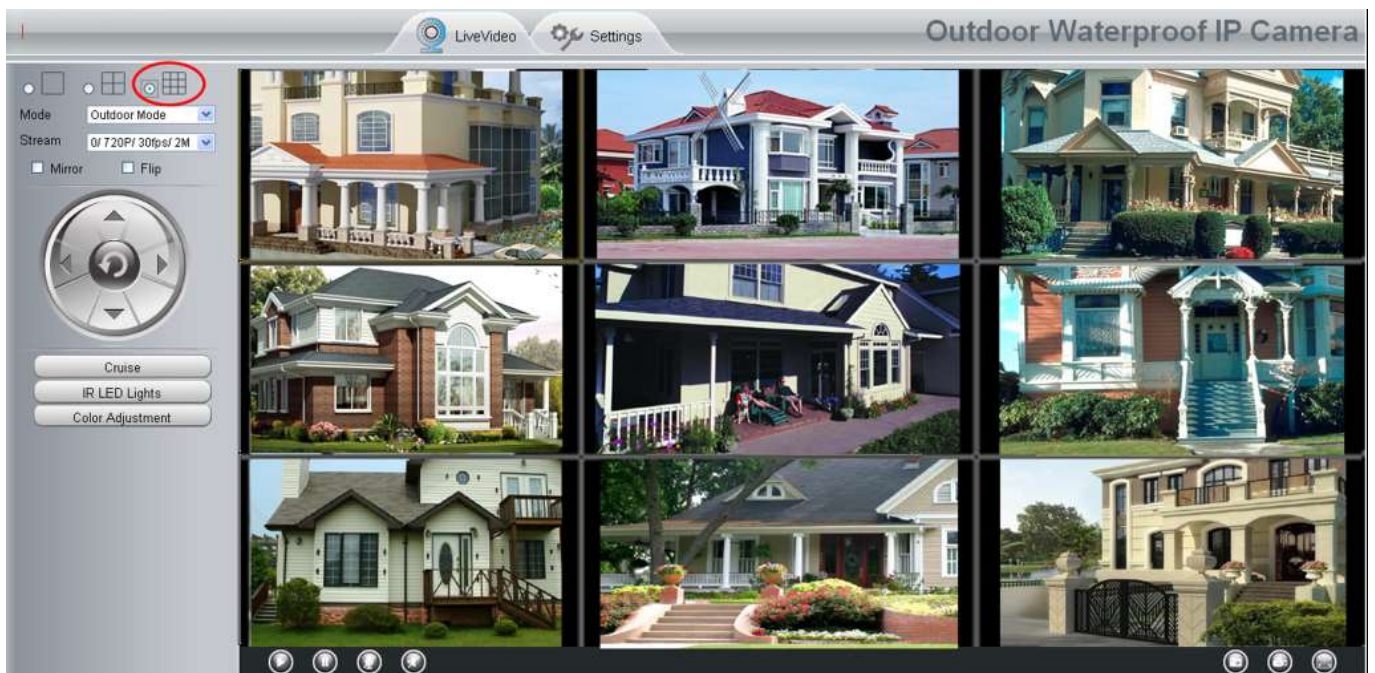 LiveVideo
Settings
Outdoor Waterproof IP Camera
Mode
Outdoor Mode
Stream
0/ 720P/ 30fps/ 2M
Mirror
Flip
Cruise
IR LED Lights
Color Adjustment